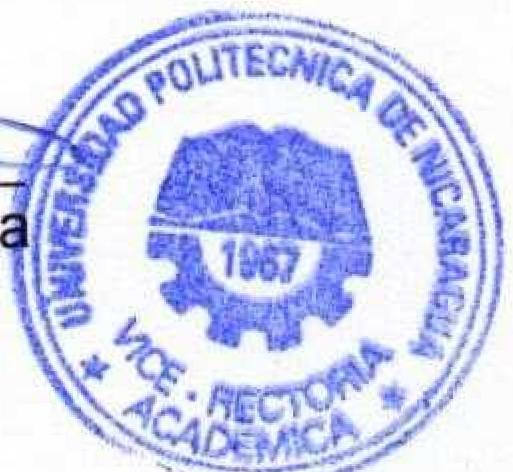 UNIVERSIDAD POLITECNICA DE NICARAGUA
1967
VICE - RECTORIA
ACADEMICA
a